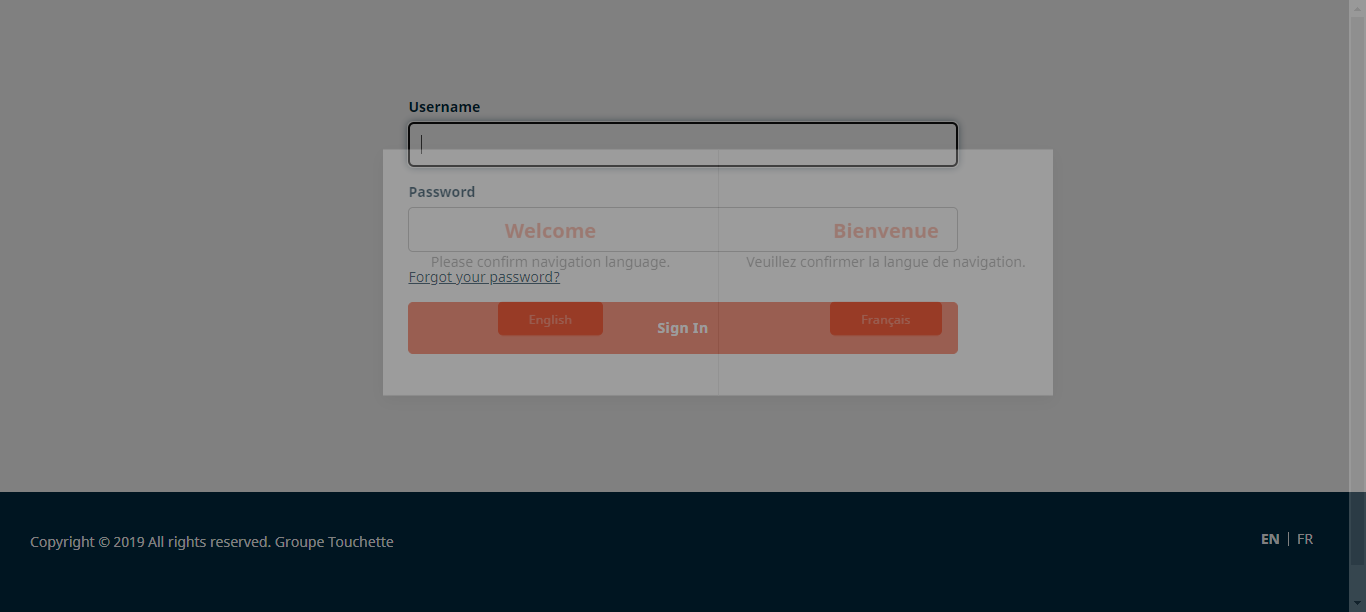 Username
Password
Welcome
Bienvenue
Please confirm navigation language.
Veuillez confirmer la langue de navigation.
Forgot your password?
English
Sign In
Français
Copyright © 2019 All rights reserved. Groupe Touchette
EN | FR